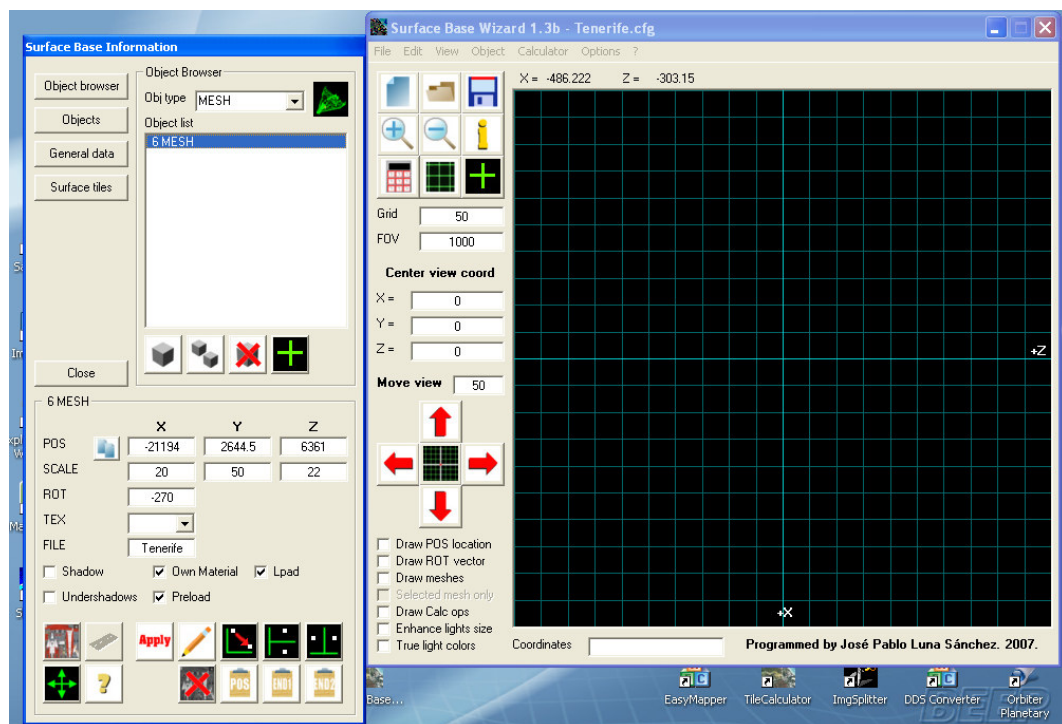 Surface Base Information
Object browser
Objects
General data
Surface tiles
Close
Object Browser
Obj type MESH
Object list
6 MESH
6 MESH
X Y Z
POS -21194 2644.5 6361
SCALE 20 50 22
ROT -270
TEX
FILE Tenerife
Shadow Own Material Lpad
Undershadows Preload
Apply
POS END1 END2
Surface Base Wizard 1.3b - Tenerife.cfg
File Edit View Object Calculator Options ?
X = -486.222 Z = -303.15
Grid 50
FOV 1000
Center view coord
X = 0
Y = 0
Z = 0
Move view 50
Draw POS location
Draw ROT vector
Draw meshes
Selected mesh only
Draw Calc ops
Enhance lights size
True light colors
+Z
+X
Coordinates
Programmed by José Pablo Luna Sánchez. 2007.
Base...
EasyMapper
TileCalculator
ImgSplitter
DDS Converter
Orbiter
Planetary